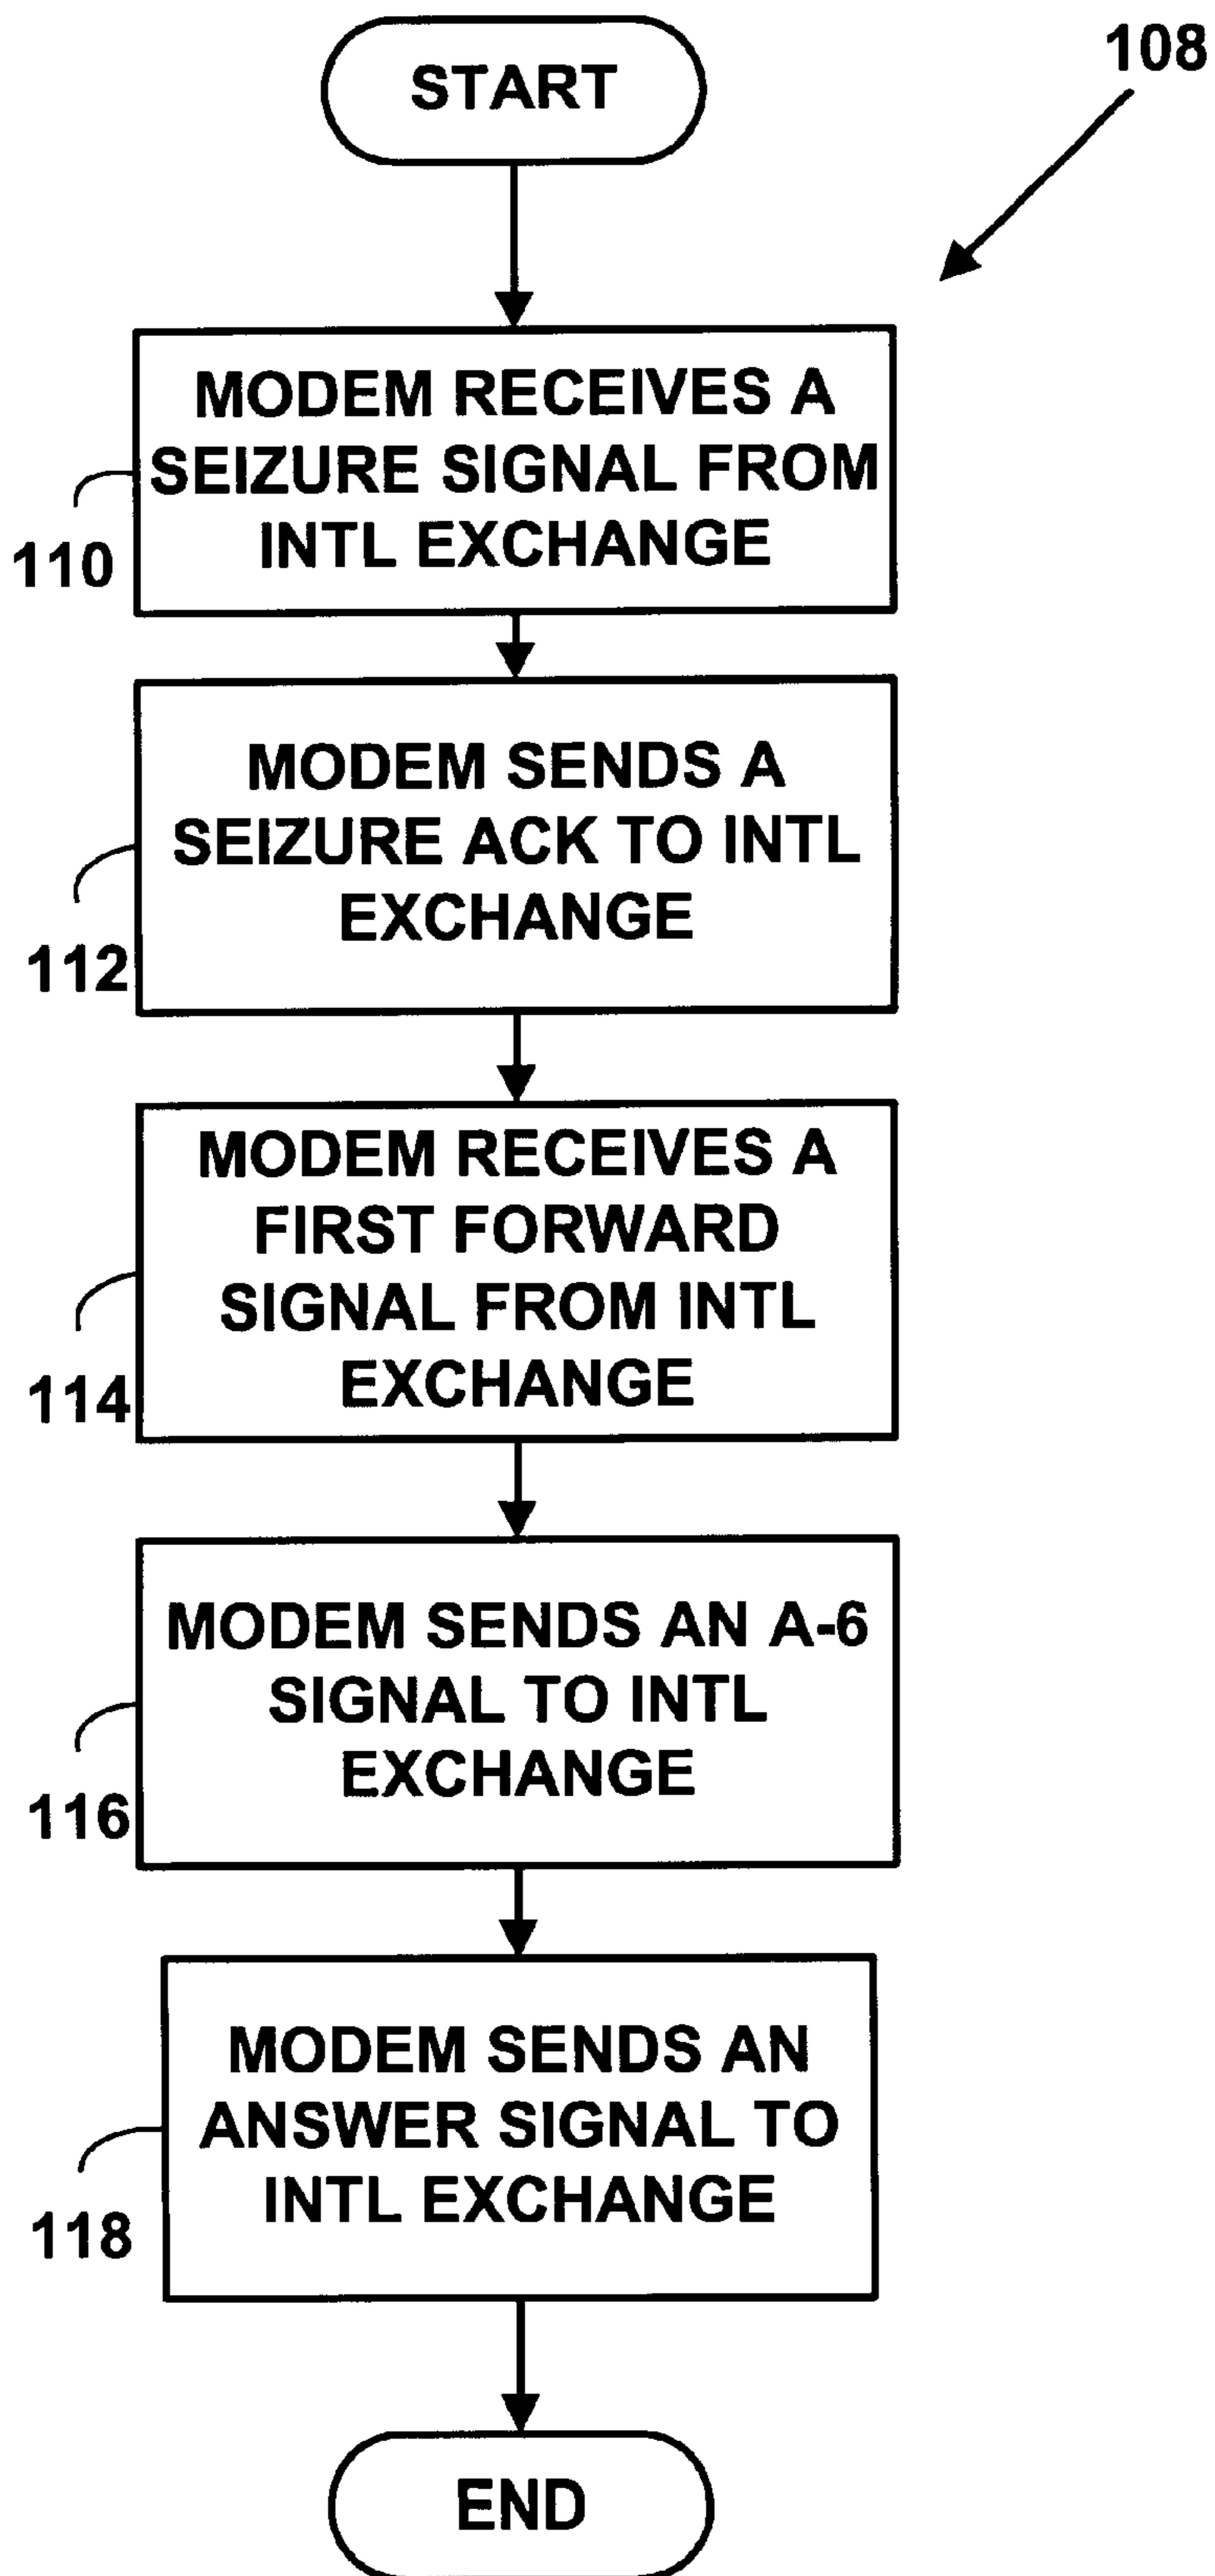 START
108
MODEM RECEIVES A
SEIZURE SIGNAL FROM
INTL EXCHANGE
110
MODEM SENDS A
SEIZURE ACK TO INTL
EXCHANGE
112
MODEM RECEIVES A
FIRST FORWARD
SIGNAL FROM INTL
EXCHANGE
114
MODEM SENDS AN A-6
SIGNAL TO INTL
EXCHANGE
116
MODEM SENDS AN
ANSWER SIGNAL TO
INTL EXCHANGE
118
END